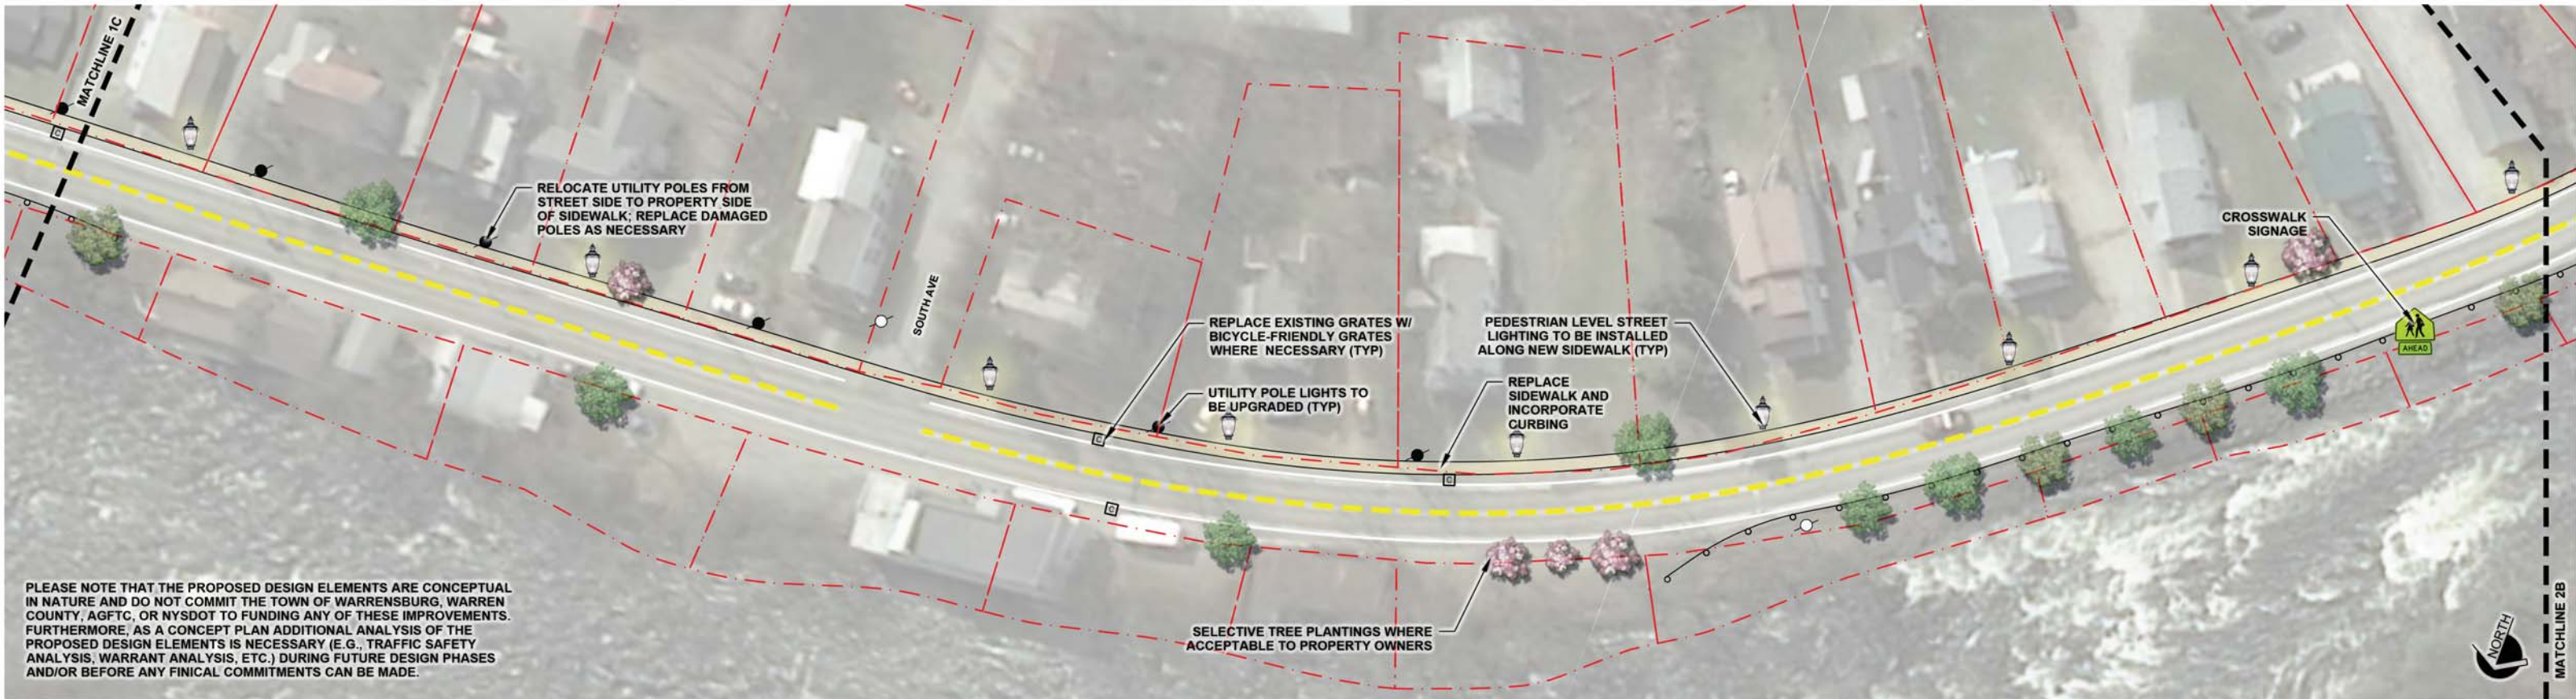 MATCHLINE 1C
RELOCATE UTILITY POLES FROM
STREET SIDE TO PROPERTY SIDE
OF SIDEWALK; REPLACE DAMAGED
POLES AS NECESSARY
SOUTH AVE
REPLACE EXISTING GRATES W/
BICYCLE-FRIENDLY GRATES
WHERE NECESSARY (TYP)
UTILITY POLE LIGHTS TO
BE UPGRADED (TYP)
PEDESTRIAN LEVEL STREET
LIGHTING TO BE INSTALLED
ALONG NEW SIDEWALK (TYP)
REPLACE
SIDEWALK AND
INCORPORATE
CURBING
CROSSWALK
SIGNAGE
AHEAD
C
C
C
C
SELECTIVE TREE PLANTINGS WHERE
ACCEPTABLE TO PROPERTY OWNERS
PLEASE NOTE THAT THE PROPOSED DESIGN ELEMENTS ARE CONCEPTUAL
IN NATURE AND DO NOT COMMIT THE TOWN OF WARRENSBURG, WARREN
COUNTY, AGFTC, OR NYSDOT TO FUNDING ANY OF THESE IMPROVEMENTS.
FURTHERMORE, AS A CONCEPT PLAN ADDITIONAL ANALYSIS OF THE
PROPOSED DESIGN ELEMENTS IS NECESSARY (E.G., TRAFFIC SAFETY
ANALYSIS, WARRANT ANALYSIS, ETC.) DURING FUTURE DESIGN PHASES
AND/OR BEFORE ANY FINICAL COMMITMENTS CAN BE MADE.
NORTH
MATCHLINE 2B